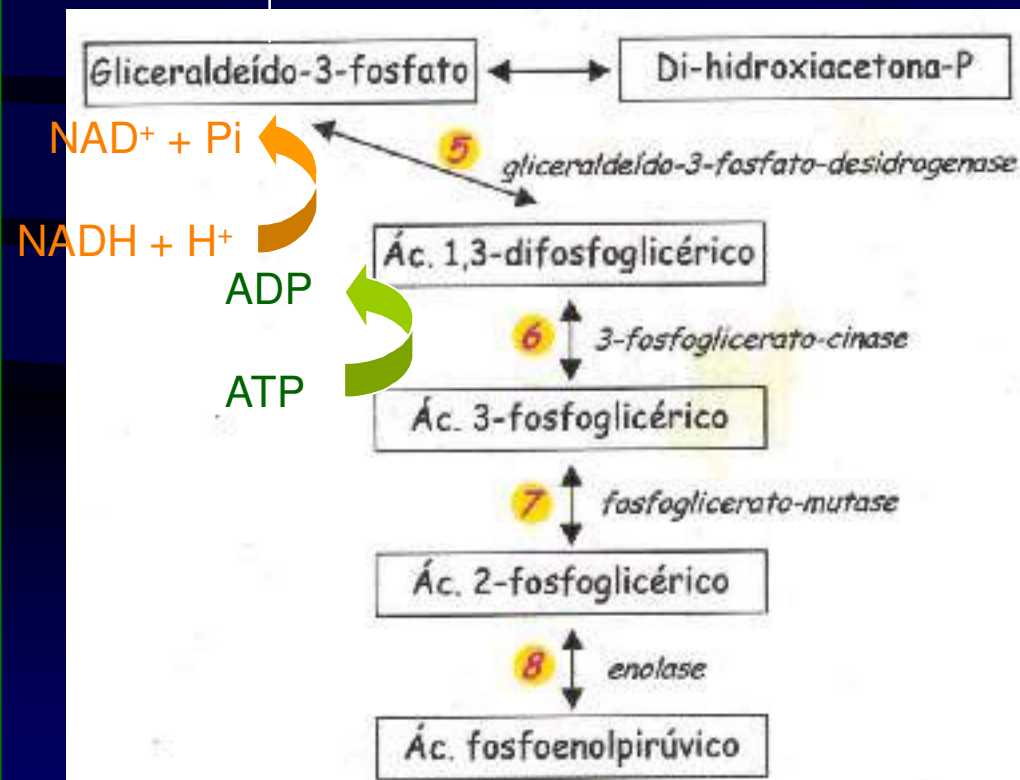 Gliceraldeído-3-fosfato
Di-hidroxiacetona-P
NAD+ + Pi
5
gliceraldeído-3-fosfato-desidrogenase
NADH + H+
Ác. 1,3-difosfoglicérico
ADP
6
3-fosfoglicerato-cinase
ATP
Ác. 3-fosfoglicérico
7
fosfoglicerato-mutase
Ác. 2-fosfoglicérico
8
enolase
Ác. fosfoenolpirúvico